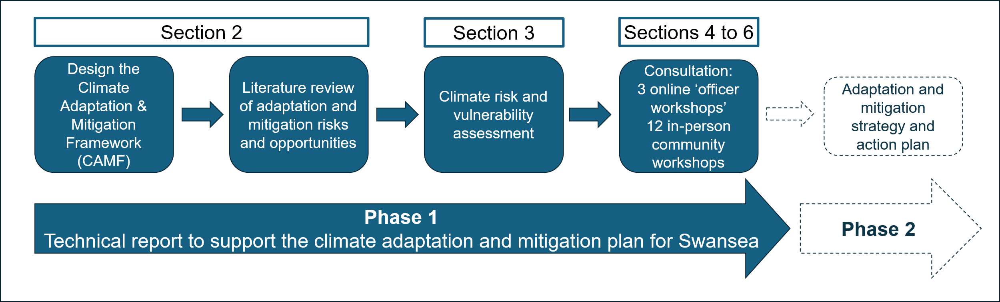 Section 2
Section 3
Sections 4 to 6
Design the
Climate
Adaptation &
Mitigation
Framework
(CAMF)
Literature review
of adaptation and
mitigation risks
and opportunities
Climate risk and
vulnerability
assessment
Consultation:
3 online ‘officer
workshops’
12 in-person
community
workshops
Adaptation and
mitigation
strategy and
action plan
Phase 1
Technical report to support the climate adaptation and mitigation plan for Swansea
Phase 2